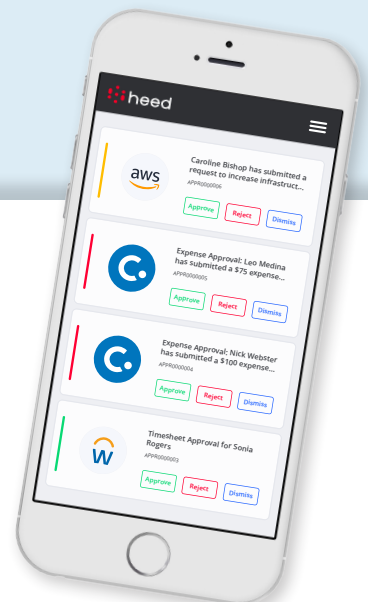 heed
aws
Caroline Bishop has submitted a
request to increase infrastruct...
APPR0000006
Approve
Reject
Dismiss
C.
Expense Approval: Leo Medina
has submitted a $75 expense...
APPR0000005
Approve
Reject
Dismiss
C.
Expense Approval: Nick Webster
has submitted a $100 expense...
APPR0000004
Approve
Reject
Dismiss
W
Timesheet Approval for Sonia
Rogers
APPR0000003
Approve
Reject
Dismiss